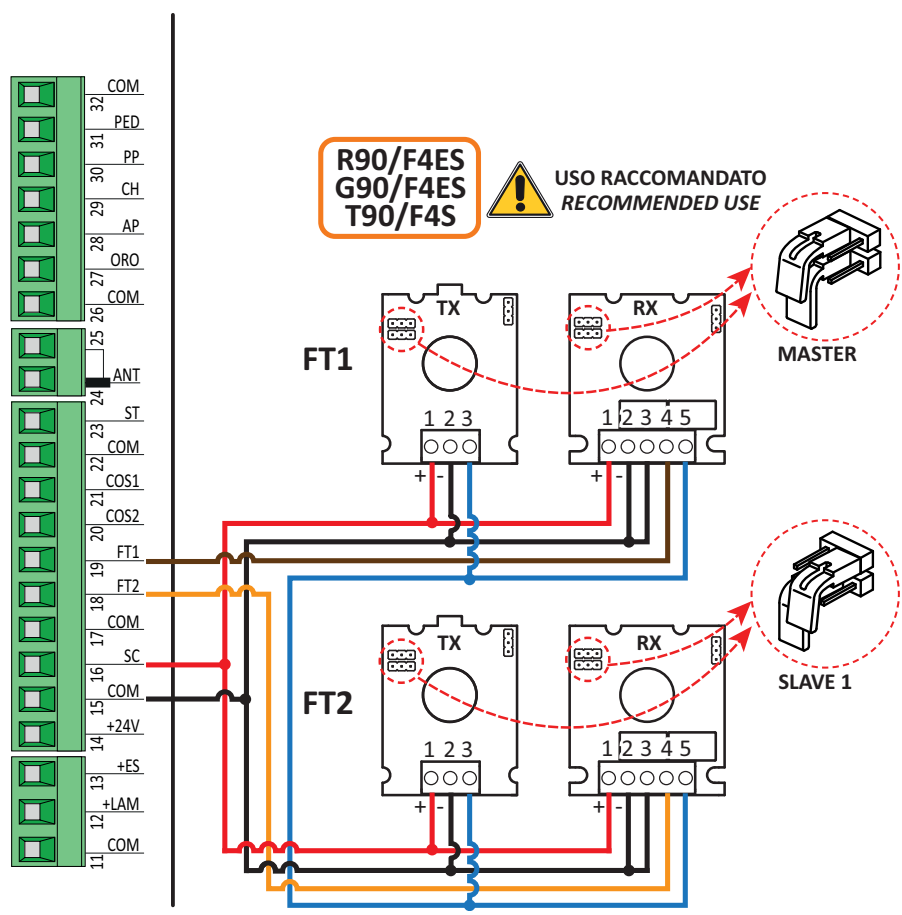 COM
32
PED
31
PP
30
CH
29
AP
28
ORO
27
COM
26
25
ANT
24
ST
23
COM
22
COS1
21
COS2
20
FT1
19
FT2
18
COM
17
SC
16
COM
15
+24V
14
+ES
13
+LAM
12
COM
11
R90/F4ES
G90/F4ES
T90/F4S
USO RACCOMANDATO
RECOMMENDED USE
MASTER
FT1
TX
1 2 3
+ -
RX
1 2 3 4 5
+ -
SLAVE 1
FT2
TX
1 2 3
+ -
RX
1 2 3 4 5
+ -